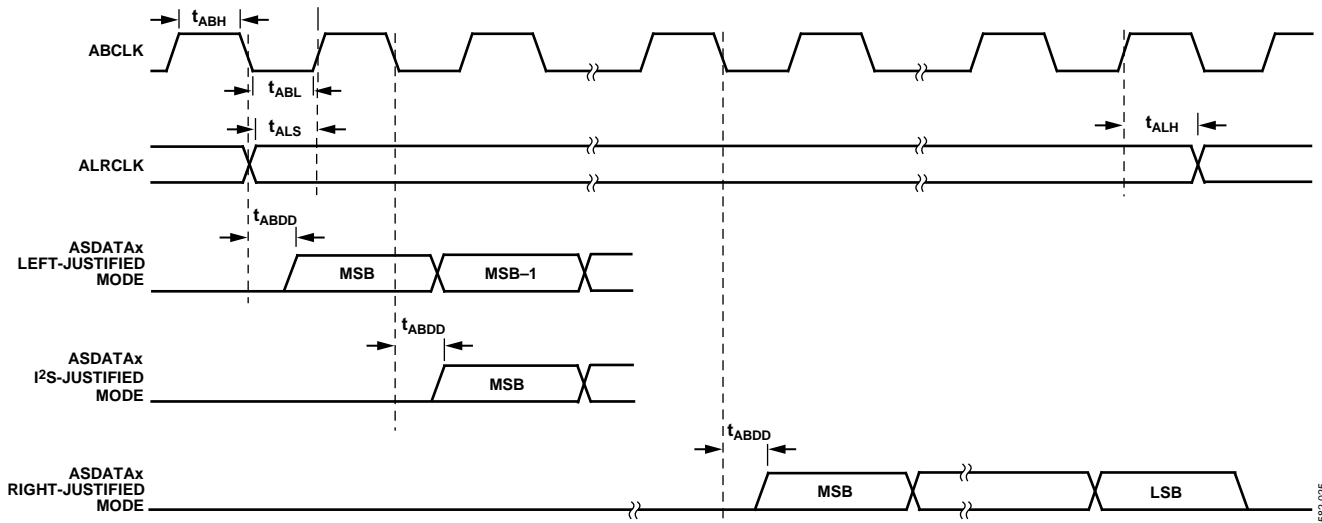 tABH
ABCLK
tABL
tALS
tALH
ALRCLK
tABDD
ASDATAx
LEFT-JUSTIFIED
MODE
MSB
MSB–1
tABDD
ASDATAx
I2S-JUSTIFIED
MODE
MSB
tABDD
ASDATAx
RIGHT-JUSTIFIED
MODE
MSB
LSB